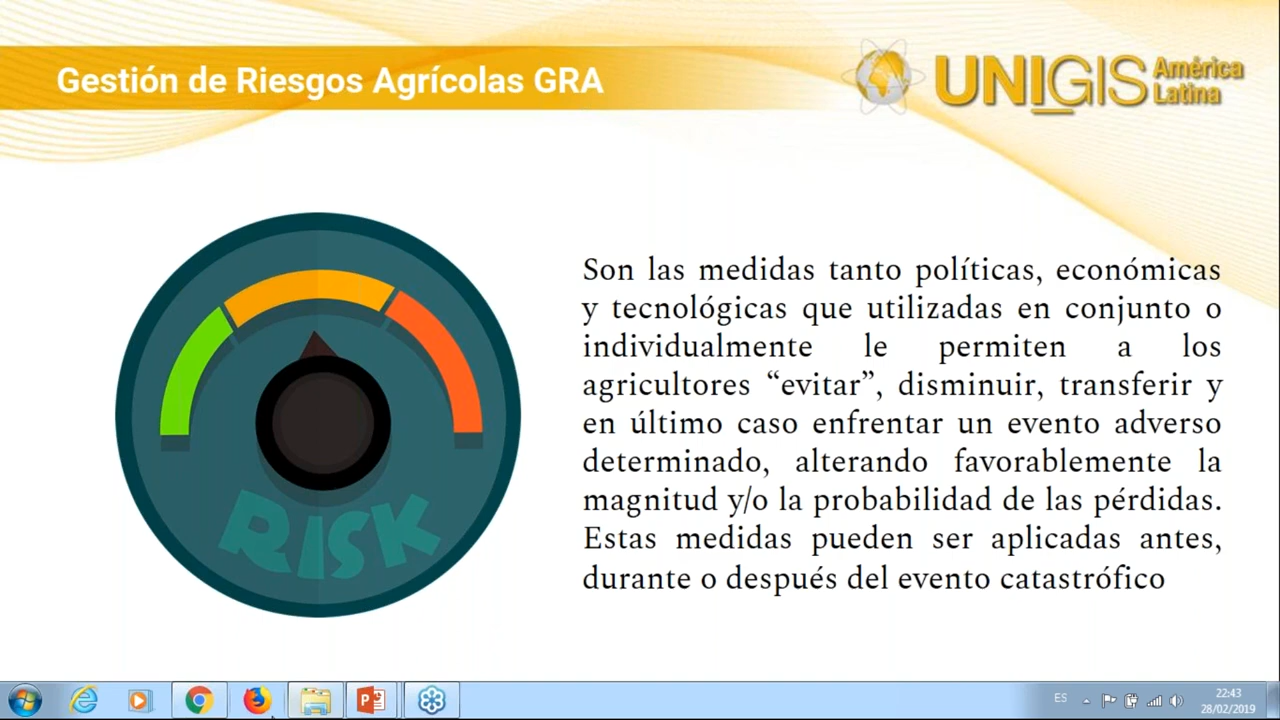 Gestión de Riesgos Agrícolas GRA
UNIGIS América
Latina
Son las medidas tanto políticas, económicas
y tecnológicas que utilizadas en conjunto o
individualmente le permiten a los
agricultores “evitar”, disminuir, transferir y
en último caso enfrentar un evento adverso
determinado, alterando favorablemente la
magnitud y/o la probabilidad de las pérdidas.
Estas medidas pueden ser aplicadas antes,
durante o después del evento catastrófico
RISK
ES
22:43
28/02/2019